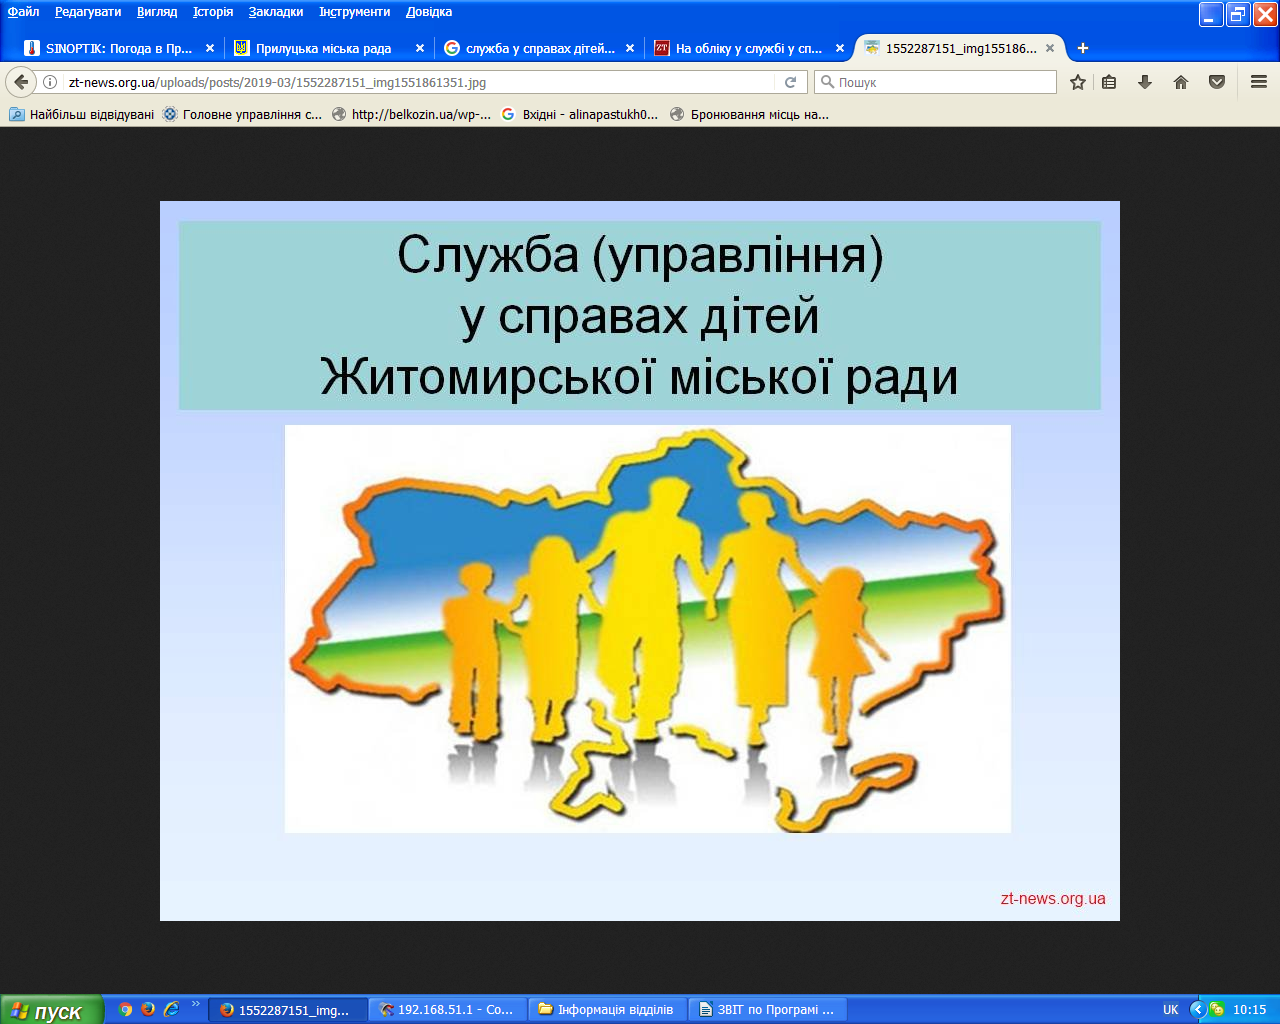 Файл Редагувати Вигляд Історія Закладки Інструменти Довідка
SINOPTIK: Погода в Пр... Прилуцька міська рада служба у справах дітей... На обліку у службі у сп... 1552287151_img155186...
zt-news.org.ua/uploads/posts/2019-03/1552287151_img1551861351.jpg Пошук
Найбільш відвідувані Головне управління с... http://belkozin.ua/wp-... Вхідні - alinapastukh0... Бронювання місць на...
Служба (управління)
у справах дітей
Житомирської міської ради
zt-news.org.ua
пуск 1552287151_img... 192.168.51.1 - Co... Інформація відділів ЗВІТ по Програмі ... UK 10:15